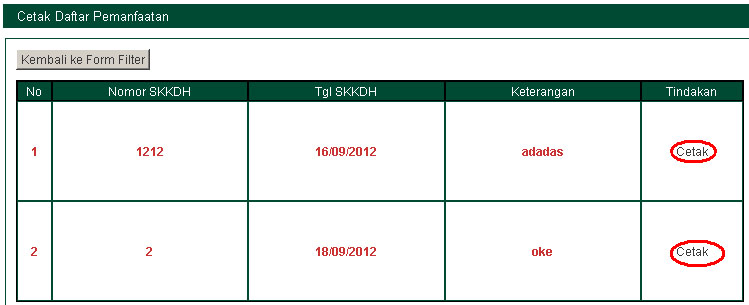 Cetak Daftar Pemanfaatan
Kembali ke Form Filter
No Nomor SKKDH Tgl SKKDH Keterangan Tindakan
1 1212 16/09/2012 adadas Cetak
2 2 18/09/2012 oke Cetak